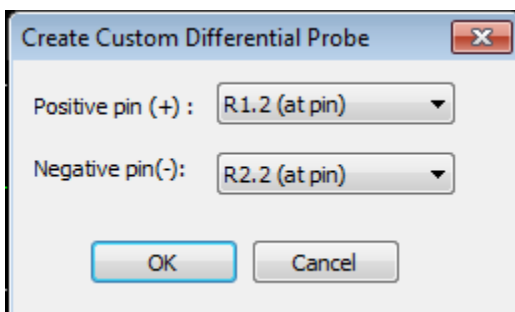 Create Custom Differential Probe
Positive pin (+) : R1.2 (at pin)
Negative pin(-): R2.2 (at pin)
OK Cancel